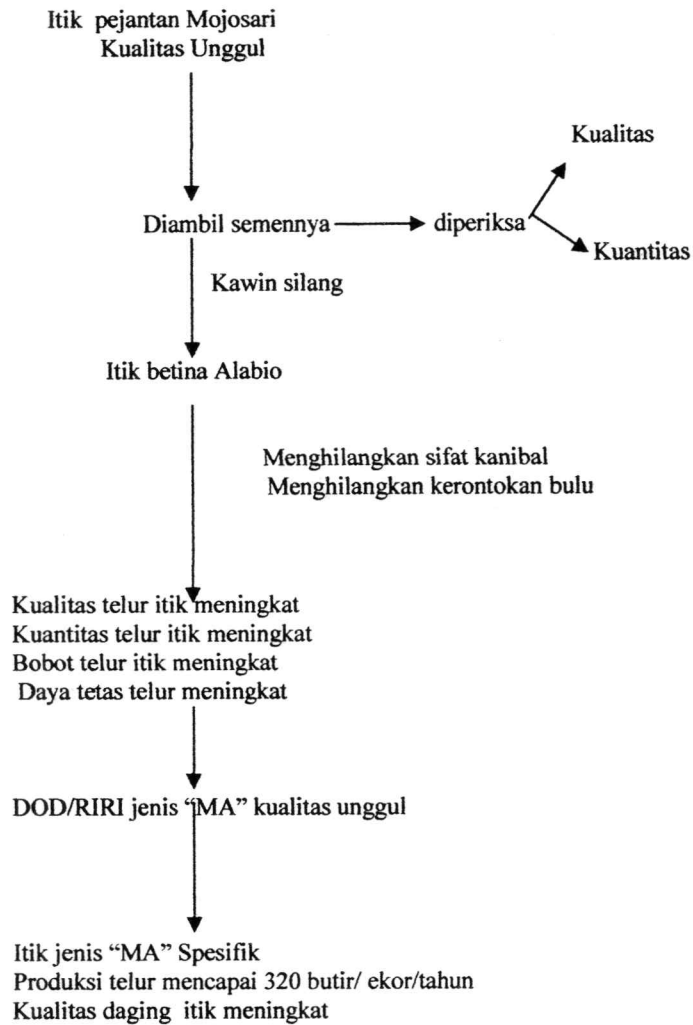 Itik pejantan Mojosari
Kualitas Unggul
Kualitas
Diambil semennya
diperiksa
Kuantitas
Kawin silang
Itik betina Alabio
Menghilangkan sifat kanibal
Menghilangkan kerontokan bulu
Kualitas telur itik meningkat
Kuantitas telur itik meningkat
Bobot telur itik meningkat
Daya tetas telur meningkat
DOD/RIRI jenis “MA” kualitas unggul
Itik jenis “MA” Spesifik
Produksi telur mencapai 320 butir/ ekor/tahun
Kualitas daging itik meningkat